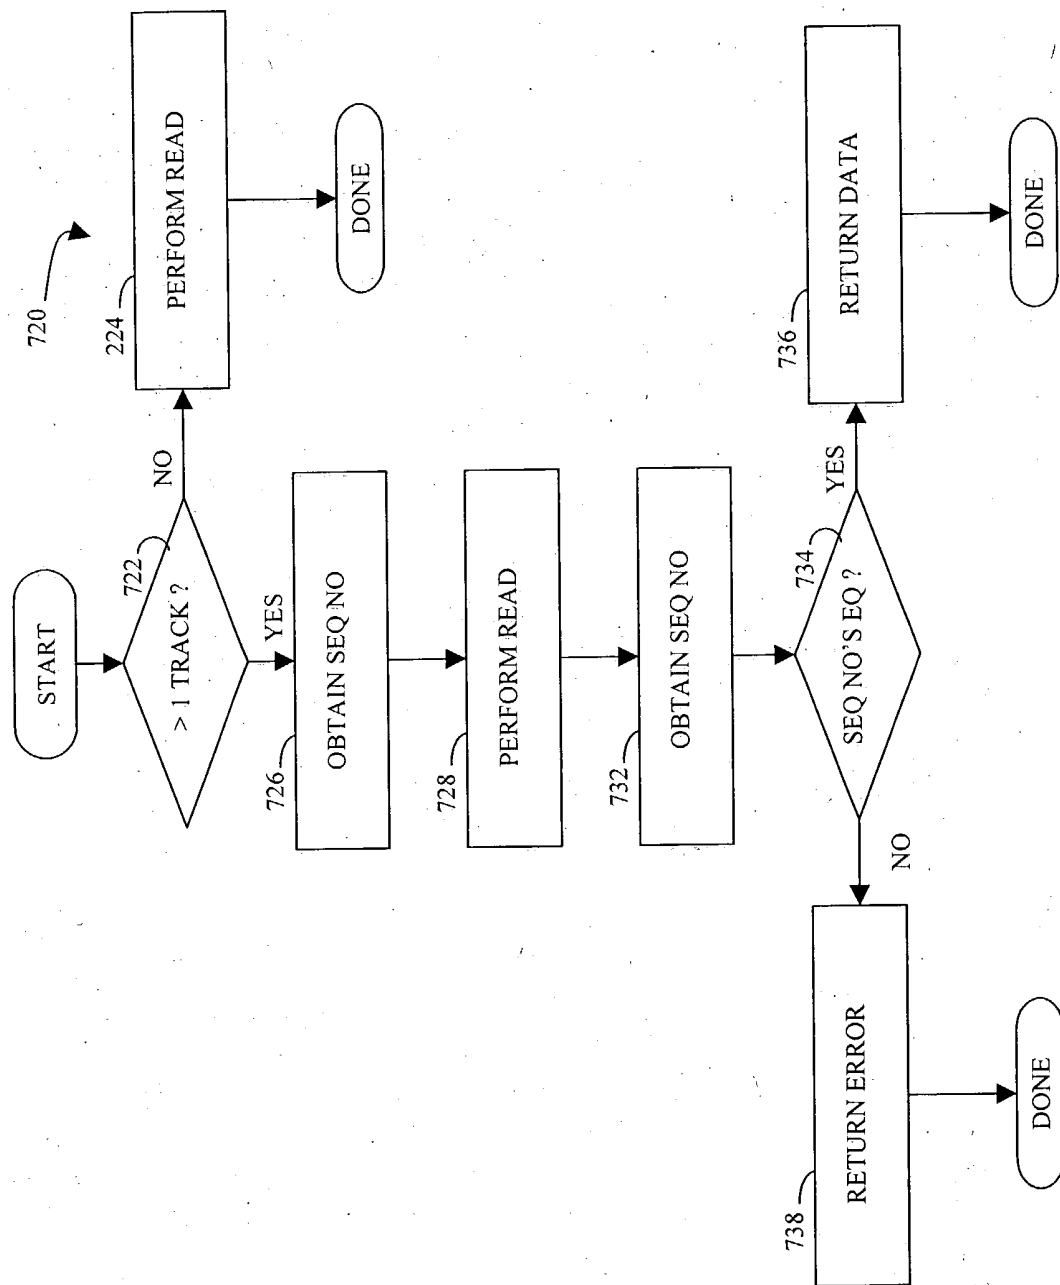 720
START
> 1 TRACK ?
722
NO
224
PERFORM READ
DONE
YES
726
OBTAIN SEQ NO
728
PERFORM READ
732
OBTAIN SEQ NO
SEQ NO'S EQ ?
734
YES
736
RETURN DATA
DONE
NO
738
RETURN ERROR
DONE